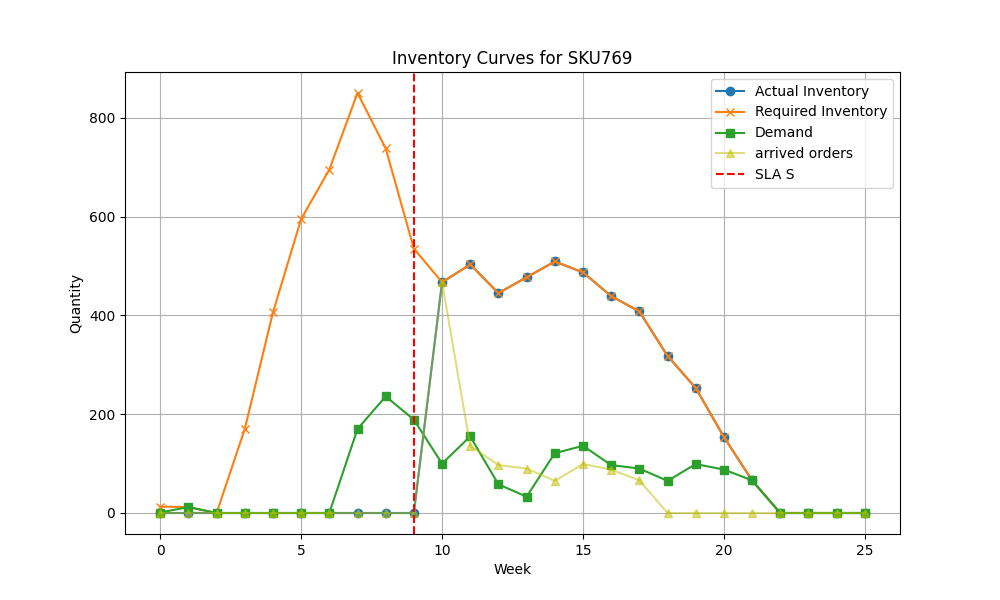 Inventory Curves for SKU769
Actual Inventory
Required Inventory
Demand
arrived orders
SLA S
Quantity
800
600
400
200
0
0 5 10 15 20 25
Week